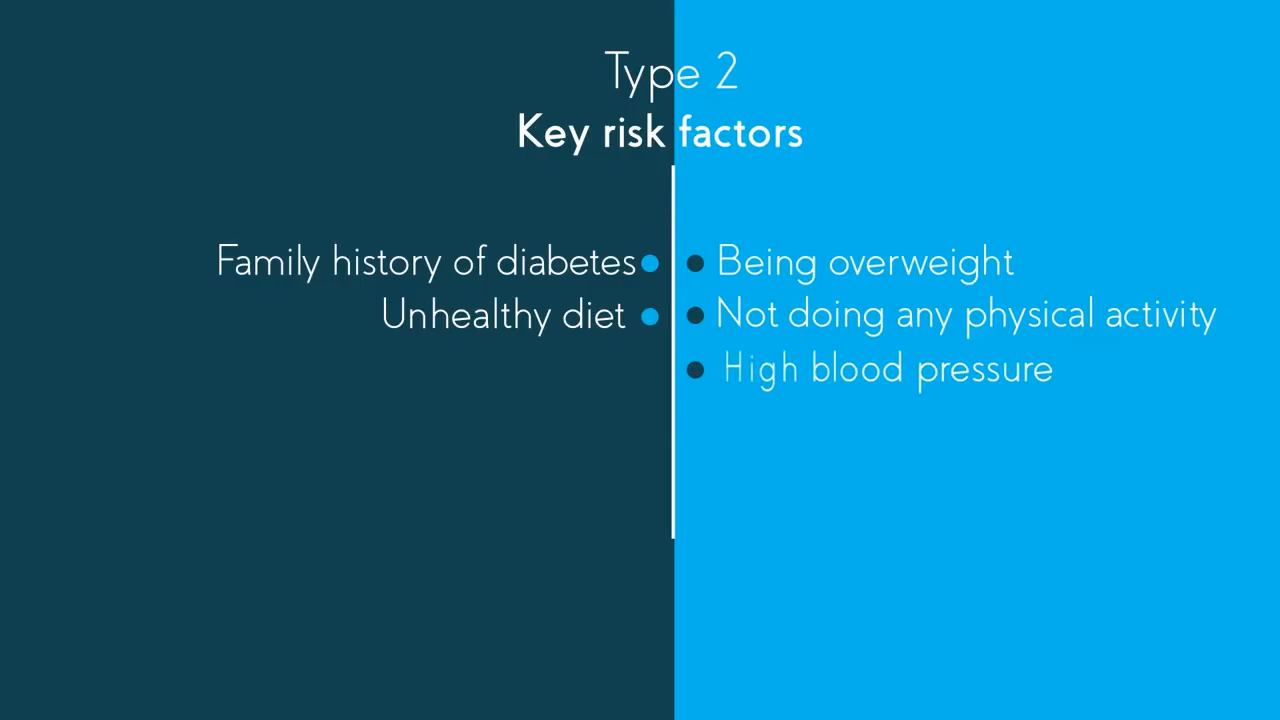 Type 2
Key risk factors
Family history of diabetes
Unhealthy diet
Being overweight
Not doing any physical activity
High blood pressure